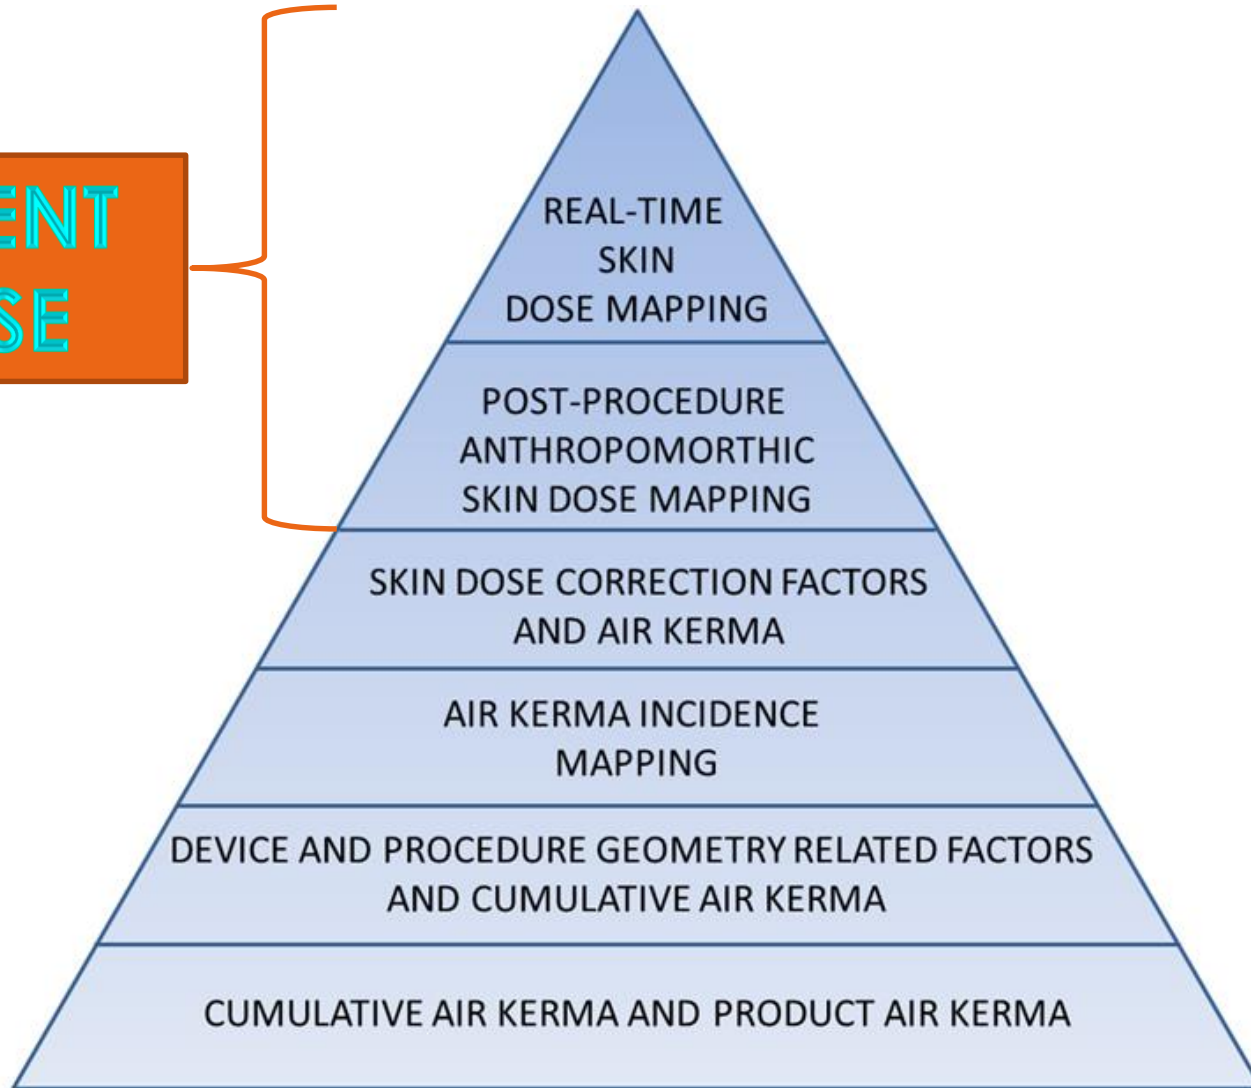 ENT
SE
REAL-TIME
SKIN
DOSE MAPPING
POST-PROCEDURE
ANTHROPOMORTHIC
SKIN DOSE MAPPING
SKIN DOSE CORRECTION FACTORS
AND AIR KERMA
AIR KERMA INCIDENCE
MAPPING
DEVICE AND PROCEDURE GEOMETRY RELATED FACTORS
AND CUMULATIVE AIR KERMA
CUMULATIVE AIR KERMA AND PRODUCT AIR KERMA